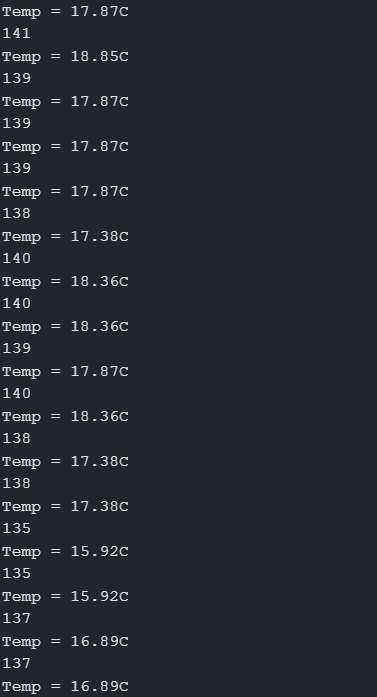 Temp = 17.87C
141
Temp = 18.85C
139
Temp = 17.87C
139
Temp = 17.87C
139
Temp = 17.87C
138
Temp = 17.38C
140
Temp = 18.36C
140
Temp = 18.36C
139
Temp = 17.87C
140
Temp = 18.36C
138
Temp = 17.38C
138
Temp = 17.38C
135
Temp = 15.92C
135
Temp = 15.92C
137
Temp = 16.89C
137
Temp = 16.89C